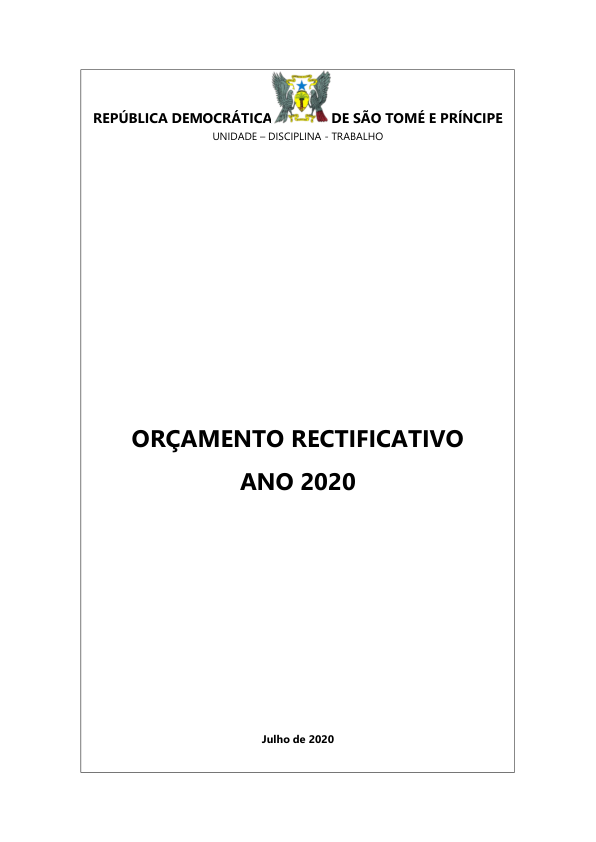 REPÚBLICA DEMOCRÁTICA DE SÃO TOMÉ E PRÍNCIPE
UNIDADE – DISCIPLINA - TRABALHO
ORÇAMENTO RECTIFICATIVO
ANO 2020
Julho de 2020